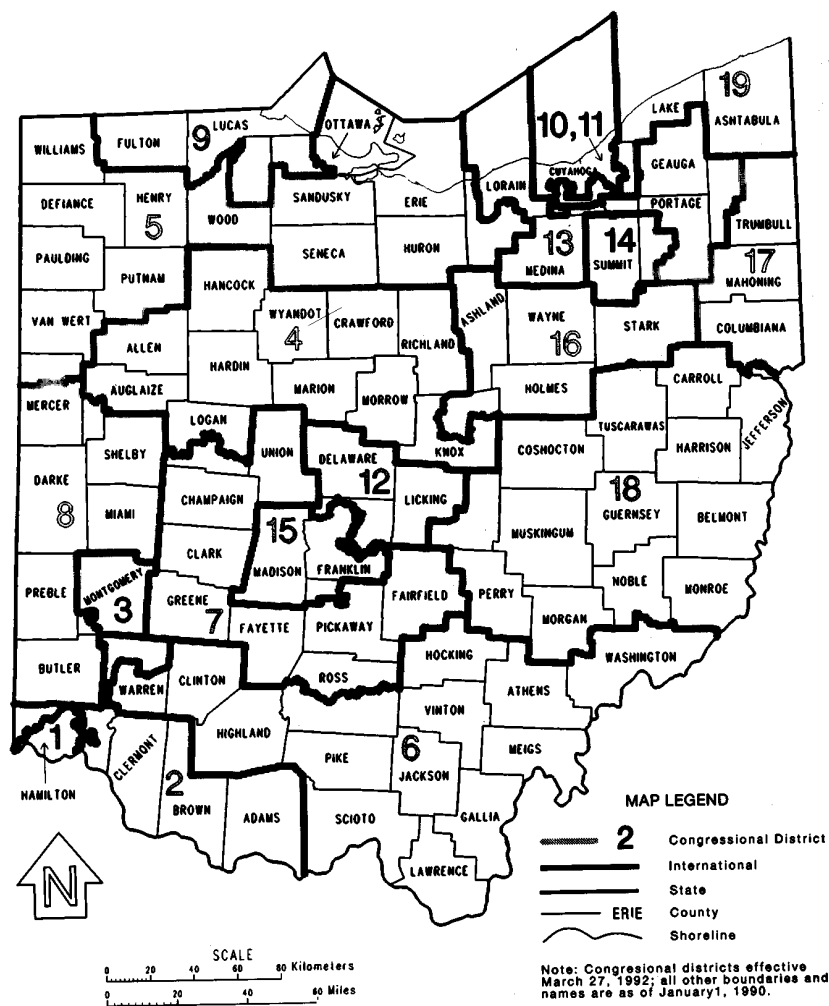 19
LAKE
ASHTABULA
9 LUCAS
OTTAWA
WILLIAMS
FULTON
10,11
GEAUGA
CUYAHOGA
LORAIN
HENRY
SANDUSKY
DEFIANCE
ERIE
PORTAGE
5
WOOD
TRUMBULL
13
14
PAULDING
SENECA
HURON
MEDINA
SUMMIT
17
MAHONING
PUTNAM
HANCOCK
ASHLAND
VAN WERT
WYANDOT
4
CRAWFORD
RICHLAND
WAYNE
16
STARK
COLUMBIANA
ALLEN
HARDIN
CARROLL
AUGLAIZE
MARION
HOLMES
MERCER
MORROW
JEFFERSON
LOGAN
TUSCARAWAS
SHELBY
UNION
DELAWARE
KNOX
COSHOCTON
HARRISON
DARKE
12
LICKING
8
CHAMPAIGN
18
MIAMI
GUERNSEY
BELMONT
15
MUSKINGUM
CLARK
MADISON
FRANKLIN
MONTGOMERY
NOBLE
PREBLE
3
GREENE
FAIRFIELD
PERRY
MONROE
7
FAYETTE
PICKAWAY
MORGAN
BUTLER
HOCKING
WASHINGTON
WARREN
CLINTON
ROSS
ATHENS
VINTON
1
HIGHLAND
CLERMONT
6
MEIGS
PIKE
JACKSON
HAMILTON
2
BROWN
ADAMS
SCIOTO
GALLIA
LAWRENCE
N
MAP LEGEND
2 Congressional District
International
State
ERIE County
Shoreline
SCALE
0 20 40 60 80 Kilometers
0 20 40 60 Miles
Note: Congresional districts effective
March 27, 1992; all other boundaries and
names are as of January1, 1990.